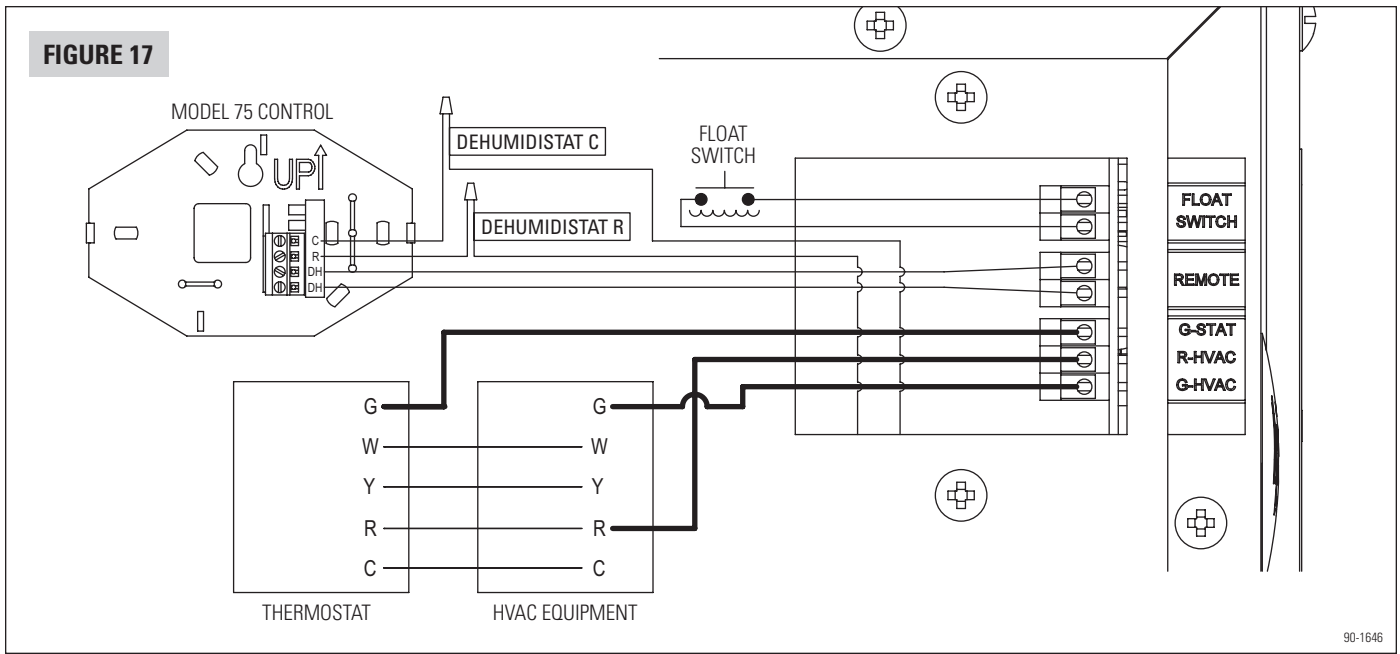 FIGURE 17
MODEL 75 CONTROL
UP
C
R
DH
DH
DEHUMIDISTAT C
DEHUMIDISTAT R
FLOAT
SWITCH
FLOAT
SWITCH
REMOTE
G-STAT
R-HVAC
G-HVAC
G
W
Y
R
C
THERMOSTAT
G
W
Y
R
C
HVAC EQUIPMENT
90-1646